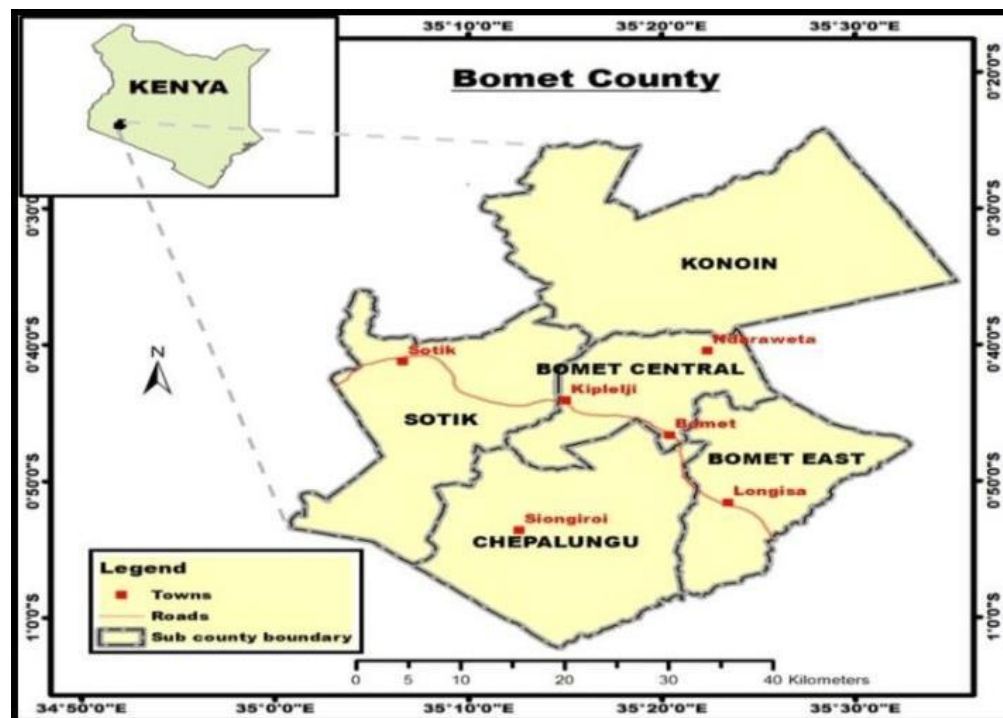 35°10'0"E 35°20'0"E 35°30'0"E
KENYA
Bomet County
0°20'0"S
0°30'0"S
0°30'0"S
KONOIN
0°40'0"S
0°40'0"S
Ndaraweta
Sotik
BOMET CENTRAL
Kiplelji
SOTIK
Bomet
BOMET EAST
N
0°50'0"S
0°50'0"S
Longisa
Siongiroi
CHEPALUNGU
Legend
Towns
Roads
Sub county boundary
1°0'0"S
1°0'0"S
0 5 10 20 30 40 Kilometers
34°50'0"E 35°0'0"E 35°10'0"E 35°20'0"E 35°30'0"E